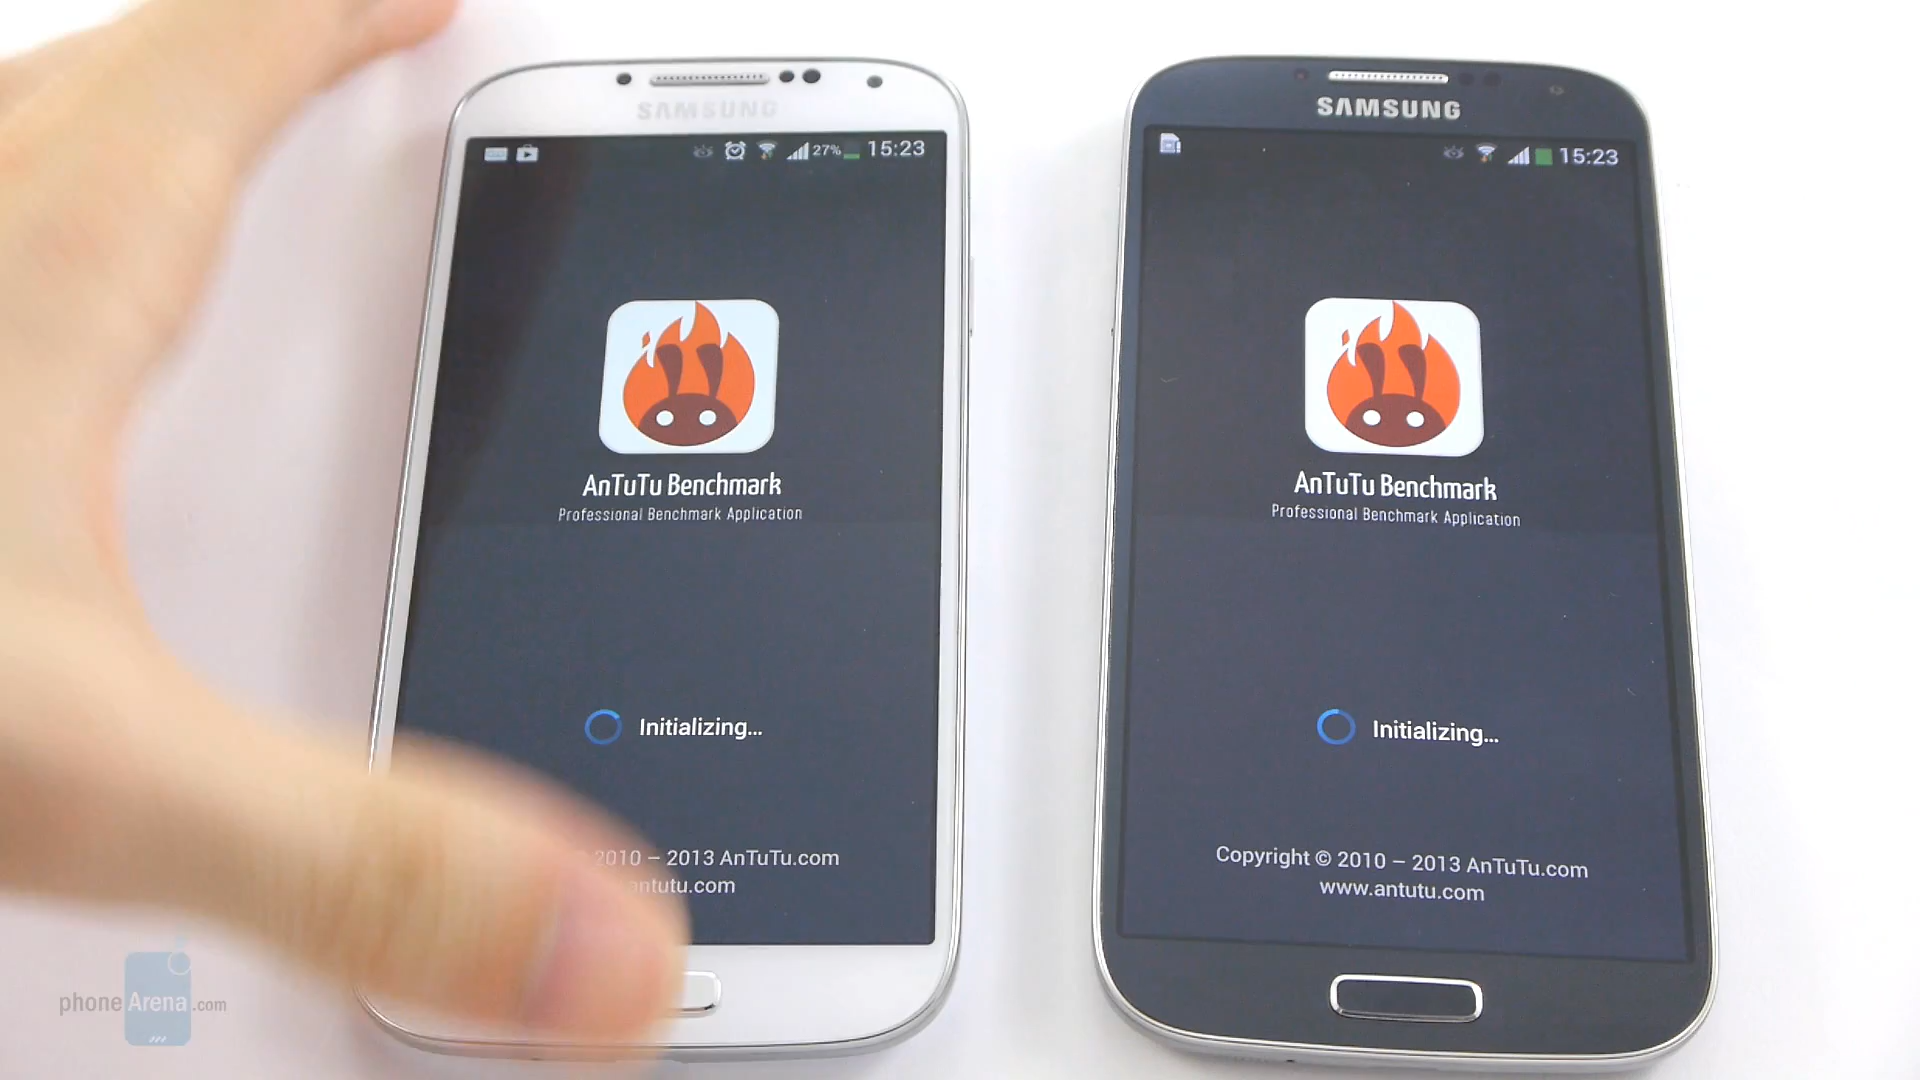 SAMSUNG
27% 15:23
AnTuTu Benchmark
Professional Benchmark Application
Initializing...
2010 – 2013 AnTuTu.com
antutu.com
SAMSUNG
15:23
AnTuTu Benchmark
Professional Benchmark Application
Initializing...
Copyright © 2010 – 2013 AnTuTu.com
www.antutu.com
phoneArena.com